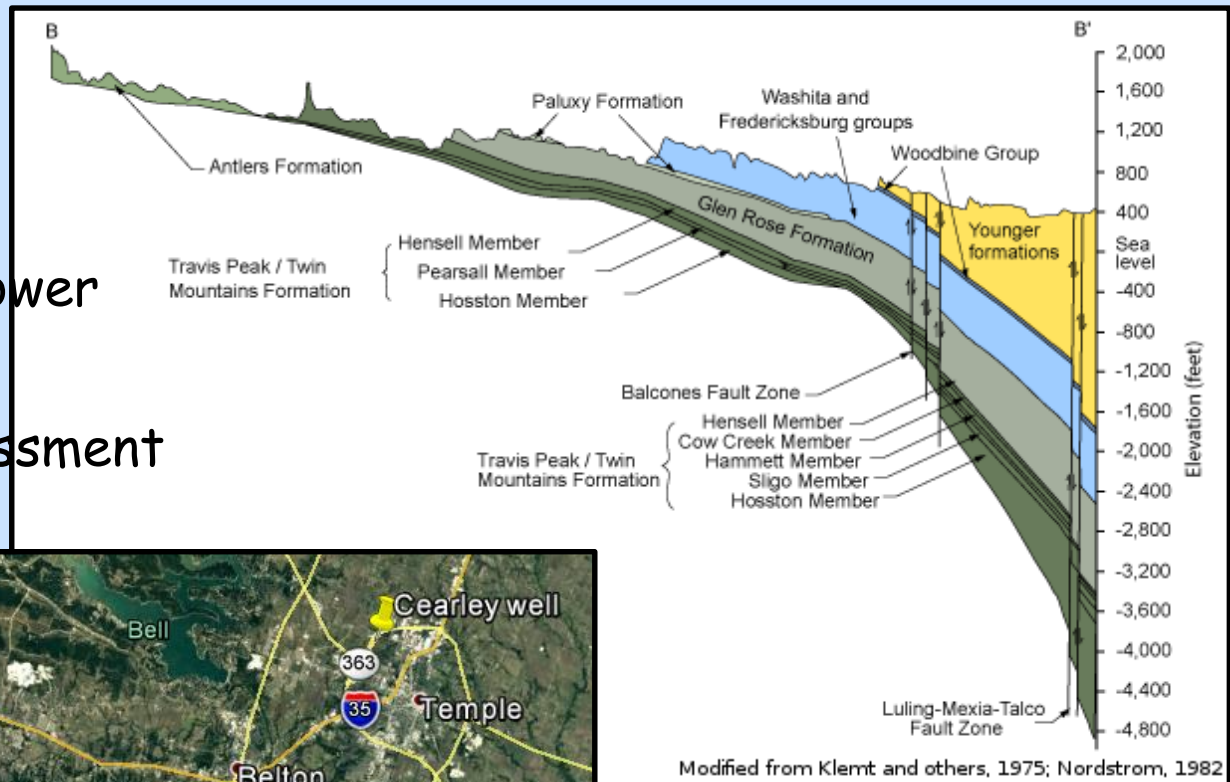 B
B'
2,000
1,600
1,200
800
400
Sea
level
-400
-800
-1,200
-1,600
-2,000
-2,400
-2,800
-3,200
-3,600
-4,000
-4,400
-4,800
Elevation (feet)
Paluxy Formation
Washita and
Fredericksburg groups
Woodbine Group
Antlers Formation
Glen Rose Formation
Younger
formations
Travis Peak / Twin
Mountains Formation
Hensell Member
Pearsall Member
Hosston Member
ower
ssment
Balcones Fault Zone
Travis Peak / Twin
Mountains Formation
Hensell Member
Cow Creek Member
Hammett Member
Sligo Member
Hosston Member
Luling-Mexia-Talco
Fault Zone
Modified from Klemt and others, 1975; Nordstrom, 1982
Cearley well
Bell
363
35
Temple
Belton